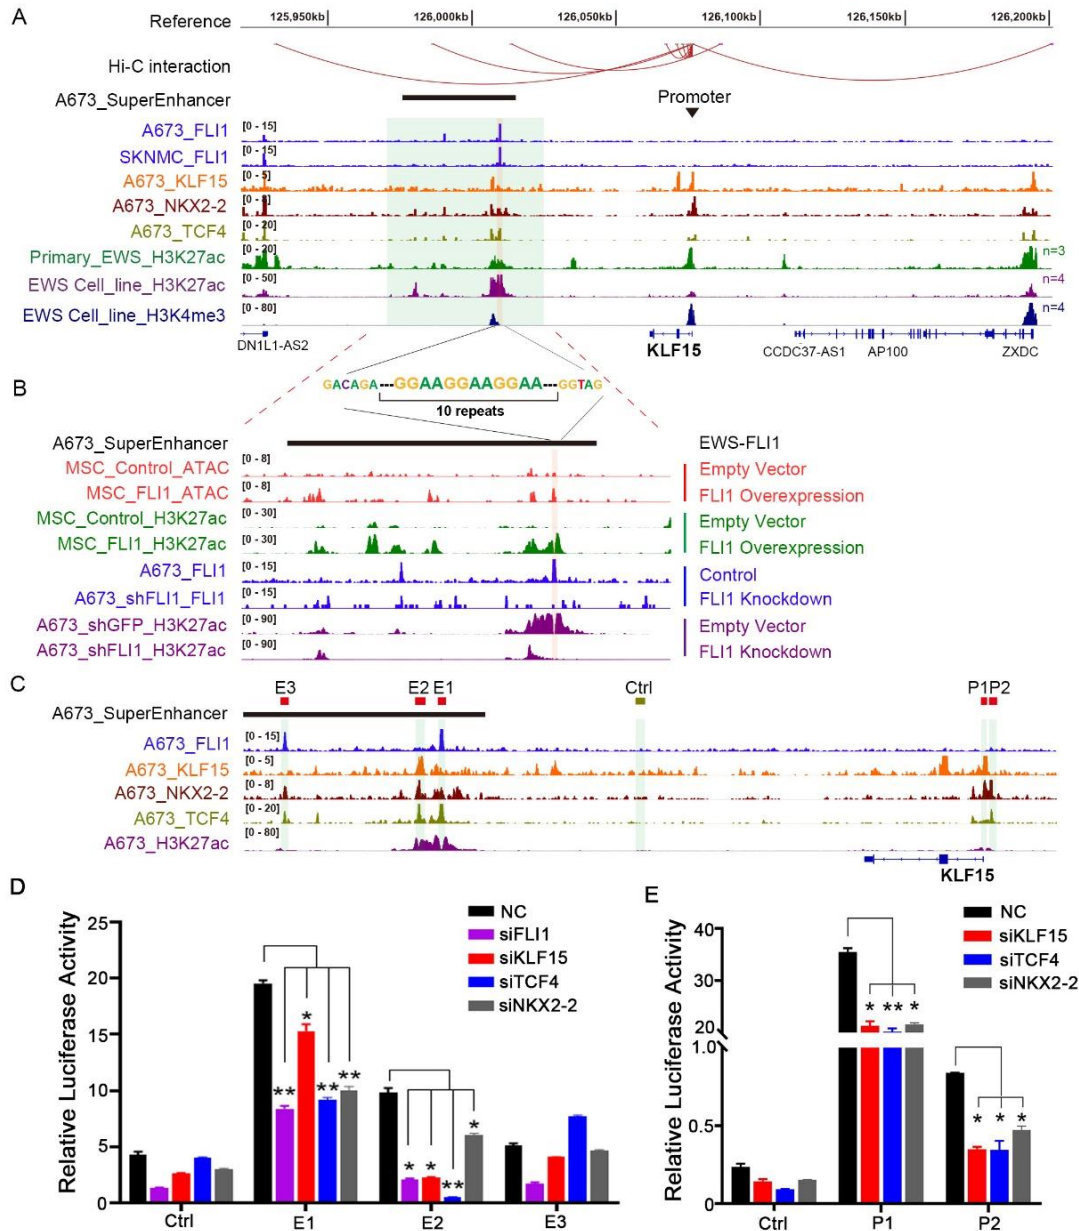 A
Reference
125,950kb 126,000kb 126,050kb 126,100kb 126,150kb 126,200kb
Hi-C interaction
A673_SuperEnhancer
Promoter
A673_FLI1 [0 - 15]
SKNMC_FLI1 [0 - 15]
A673_KLF15 [0 - 5]
A673_NKX2-2 [0 - 8]
A673_TCF4 [0 - 20]
Primary_EWS_H3K27ac [0 - 20] n=3
EWS Cell_line_H3K27ac [0 - 50] n=4
EWS Cell_line_H3K4me3 [0 - 80] n=4
DN1L1-AS2 KLF15 CCDC37-AS1 AP100 ZXDC
B
GACAGA---GGAAGGAAGGAA---GGTAG
10 repeats
A673_SuperEnhancer EWS-FLI1
MSC_Control_ATAC [0 - 8] Empty Vector
MSC_FLI1_ATAC [0 - 8] FLI1 Overexpression
MSC_Control_H3K27ac [0 - 30] Empty Vector
MSC_FLI1_H3K27ac [0 - 30] FLI1 Overexpression
A673_FLI1 [0 - 15] Control
A673_shFLI1_FLI1 [0 - 15] FLI1 Knockdown
A673_shGFP_H3K27ac [0 - 90] Empty Vector
A673_shFLI1_H3K27ac [0 - 90] FLI1 Knockdown
C
E3 E2 E1 Ctrl P1 P2
A673_SuperEnhancer
A673_FLI1 [0 - 15]
A673_KLF15 [0 - 5]
A673_NKX2-2 [0 - 8]
A673_TCF4 [0 - 20]
A673_H3K27ac [0 - 80]
KLF15
D
Relative Luciferase Activity
25
20
15
10
5
0
NC
siFLI1
siKLF15
siTCF4
siNKX2-2
** * ** **
* * ** *
Ctrl E1 E2 E3
E
Relative Luciferase Activity
40
30
20
1.0
0.5
0
NC
siKLF15
siTCF4
siNKX2-2
* ** *
* * *
Ctrl P1 P2